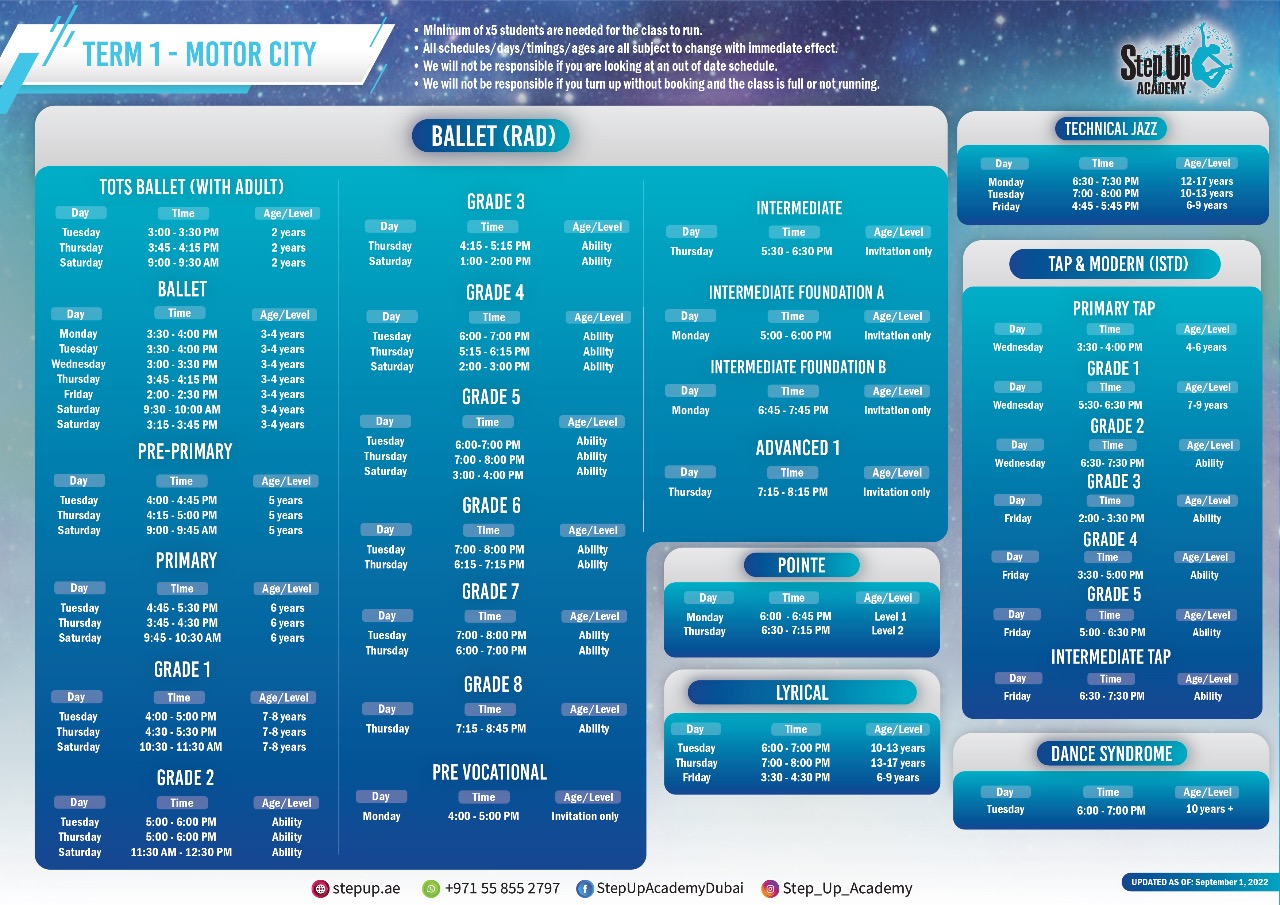 TERM 1 - MOTOR CITY
• Minimum of x5 students are needed for the class to run.
• All schedules/days/timings/ages are all subject to change with immediate effect.
• We will not be responsible if you are looking at an out of date schedule.
• We will not be responsible if you turn up without booking and the class is full or not running.
Step Up
ACADEMY
BALLET (RAD)
TOTS BALLET (WITH ADULT)
Day Time Age/Level
Tuesday 3:00 - 3:30 PM 2 years
Thursday 3:45 - 4:15 PM 2 years
Saturday 9:00 - 9:30 AM 2 years
BALLET
Day Time Age/Level
Monday 3:30 - 4:00 PM 3-4 years
Tuesday 3:30 - 4:00 PM 3-4 years
Wednesday 3:00 - 3:30 PM 3-4 years
Thursday 3:45 - 4:15 PM 3-4 years
Friday 2:00 - 2:30 PM 3-4 years
Saturday 9:30 - 10:00 AM 3-4 years
Saturday 3:15 - 3:45 PM 3-4 years
PRE-PRIMARY
Day Time Age/Level
Tuesday 4:00 - 4:45 PM 5 years
Thursday 4:15 - 5:00 PM 5 years
Saturday 9:00 - 9:45 AM 5 years
PRIMARY
Day Time Age/Level
Tuesday 4:45 - 5:30 PM 6 years
Thursday 3:45 - 4:30 PM 6 years
Saturday 9:45 - 10:30 AM 6 years
GRADE 1
Day Time Age/Level
Tuesday 4:00 - 5:00 PM 7-8 years
Thursday 4:30 - 5:30 PM 7-8 years
Saturday 10:30 - 11:30 AM 7-8 years
GRADE 2
Day Time Age/Level
Tuesday 5:00 - 6:00 PM Ability
Thursday 5:00 - 6:00 PM Ability
Saturday 11:30 AM - 12:30 PM Ability
GRADE 3
Day Time Age/Level
Thursday 4:15 - 5:15 PM Ability
Saturday 1:00 - 2:00 PM Ability
GRADE 4
Day Time Age/Level
Tuesday 6:00 - 7:00 PM Ability
Thursday 5:15 - 6:15 PM Ability
Saturday 2:00 - 3:00 PM Ability
GRADE 5
Day Time Age/Level
Tuesday 6:00-7:00 PM Ability
Thursday 7:00 - 8:00 PM Ability
Saturday 3:00 - 4:00 PM Ability
GRADE 6
Day Time Age/Level
Tuesday 7:00 - 8:00 PM Ability
Thursday 6:15 - 7:15 PM Ability
GRADE 7
Day Time Age/Level
Tuesday 7:00 - 8:00 PM Ability
Thursday 6:00 - 7:00 PM Ability
GRADE 8
Day Time Age/Level
Thursday 7:15 - 8:45 PM Ability
PRE VOCATIONAL
Day Time Age/Level
Monday 4:00 - 5:00 PM Invitation only
INTERMEDIATE
Day Time Age/Level
Thursday 5:30 - 6:30 PM Invitation only
INTERMEDIATE FOUNDATION A
Day Time Age/Level
Monday 5:00 - 6:00 PM Invitation only
INTERMEDIATE FOUNDATION B
Day Time Age/Level
Monday 6:45 - 7:45 PM Invitation only
ADVANCED 1
Day Time Age/Level
Thursday 7:15 - 8:15 PM Invitation only
POINTE
Day Time Age/Level
Monday 6:00 - 6:45 PM Level 1
Thursday 6:30 - 7:15 PM Level 2
LYRICAL
Day Time Age/Level
Tuesday 6:00 - 7:00 PM 10-13 years
Thursday 7:00 - 8:00 PM 13-17 years
Friday 3:30 - 4:30 PM 6-9 years
TECHNICAL JAZZ
Day Time Age/Level
Monday 6:30 - 7:30 PM 12-17 years
Tuesday 7:00 - 8:00 PM 10-13 years
Friday 4:45 - 5:45 PM 6-9 years
TAP & MODERN (ISTD)
PRIMARY TAP
Day Time Age/Level
Wednesday 3:30 - 4:00 PM 4-6 years
GRADE 1
Day Time Age/Level
Wednesday 5:30- 6:30 PM 7-9 years
GRADE 2
Day Time Age/Level
Wednesday 6:30- 7:30 PM Ability
GRADE 3
Day Time Age/Level
Friday 2:00 - 3:30 PM Ability
GRADE 4
Day Time Age/Level
Friday 3:30 - 5:00 PM Ability
GRADE 5
Day Time Age/Level
Friday 5:00 - 6:30 PM Ability
INTERMEDIATE TAP
Day Time Age/Level
Friday 6:30 - 7:30 PM Ability
DANCE SYNDROME
Day Time Age/Level
Tuesday 6:00 - 7:00 PM 10 years +
stepup.ae +971 55 855 2797 StepUpAcademyDubai Step_Up_Academy
UPDATED AS OF: September 1, 2022